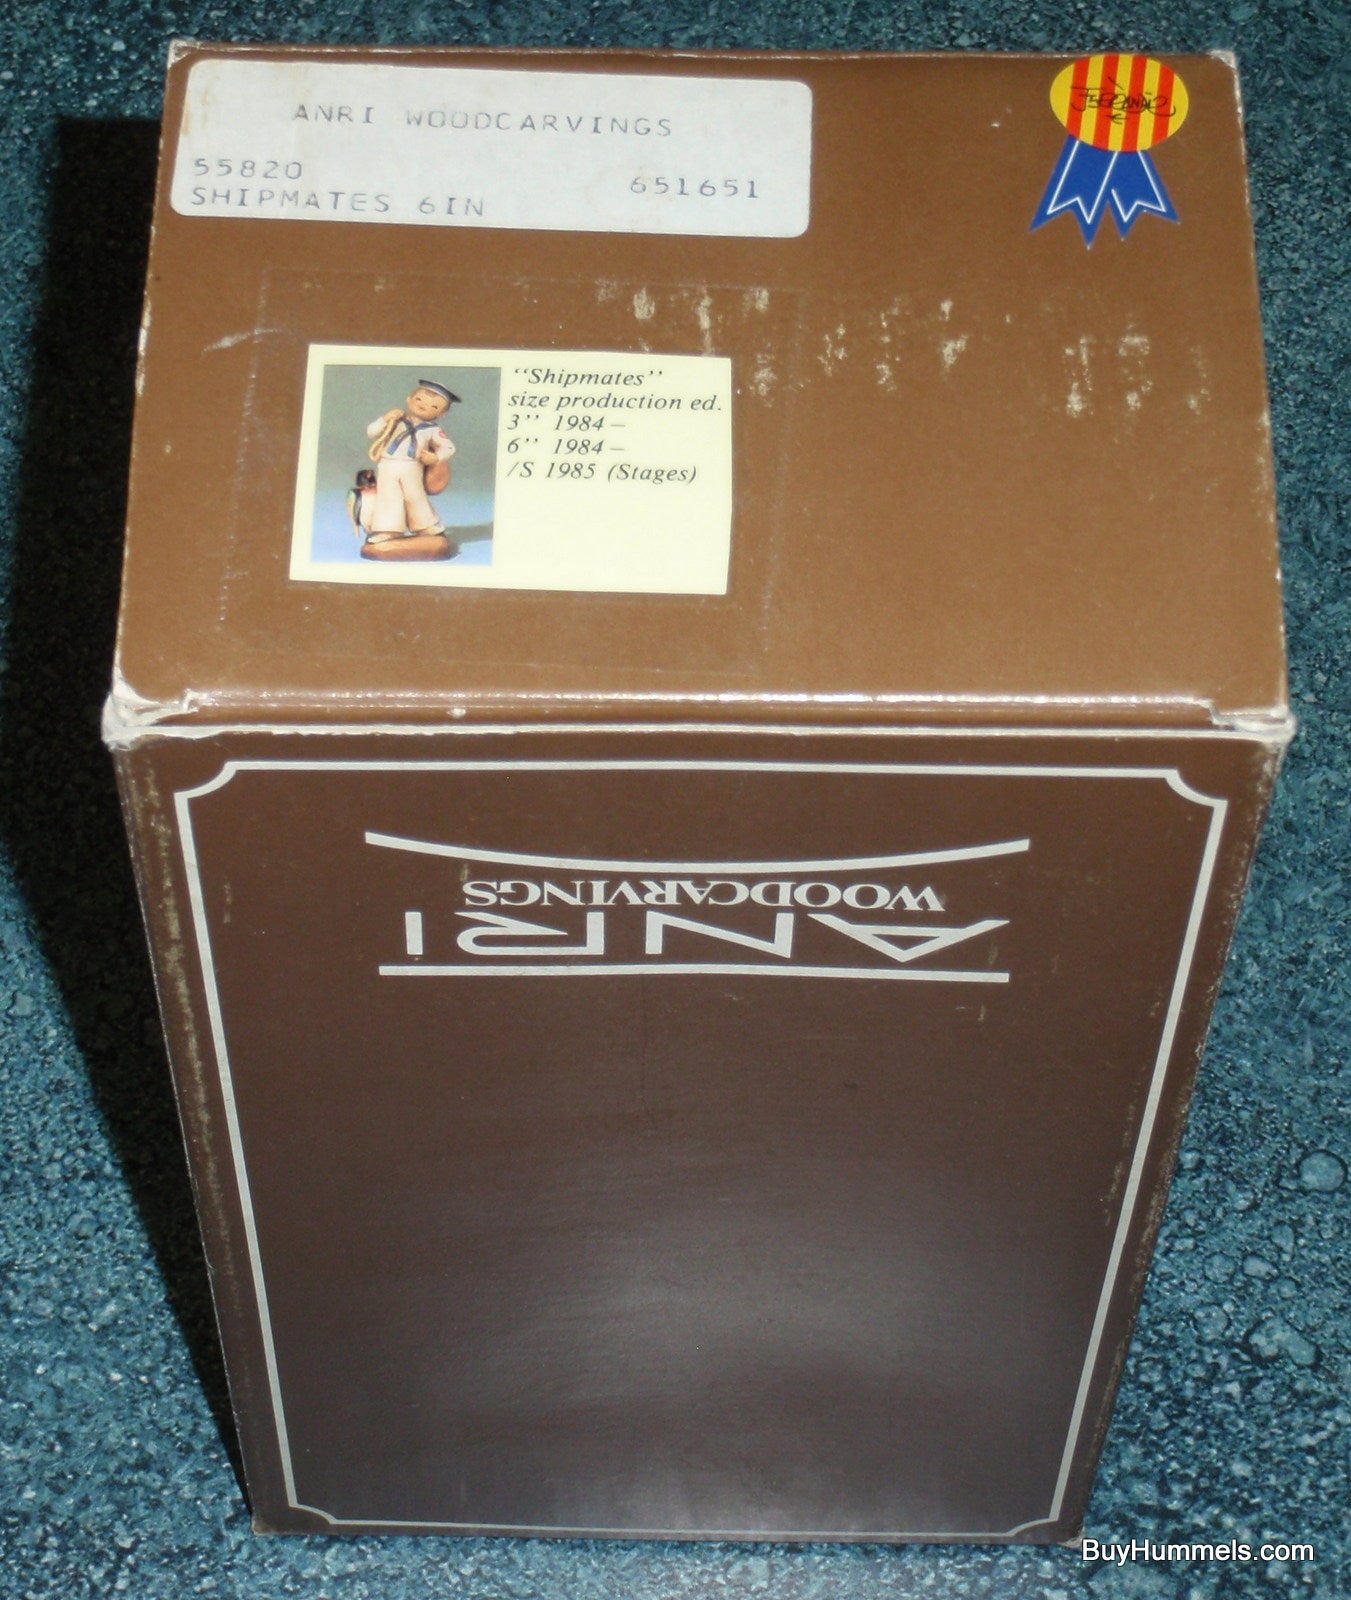 ANRI WOODCARVINGS
55820
651651
SHIPMATES 6IN
"Shipmates"
size production ed.
3" 1984 –
6" 1984 –
/S 1985 (Stages)
ANRI
WOODCARVINGS
BuyHummels.com